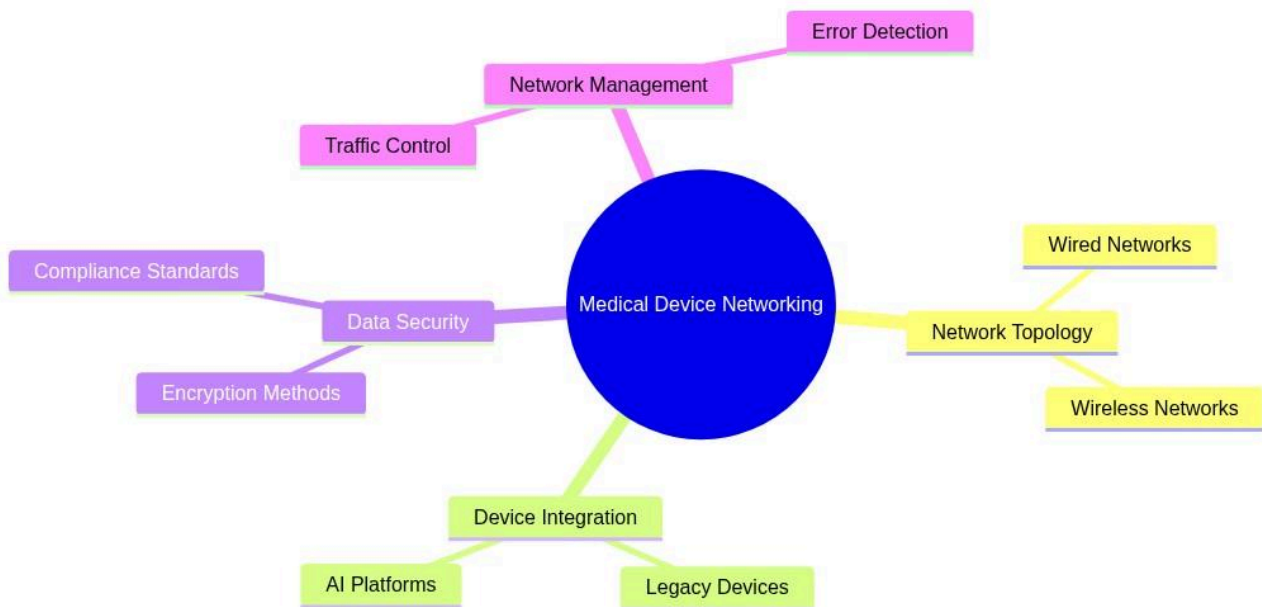 Error Detection
Network Management
Traffic Control
Medical Device Networking
Wired Networks
Compliance Standards
Data Security
Network Topology
Encryption Methods
Wireless Networks
Device Integration
AI Platforms
Legacy Devices